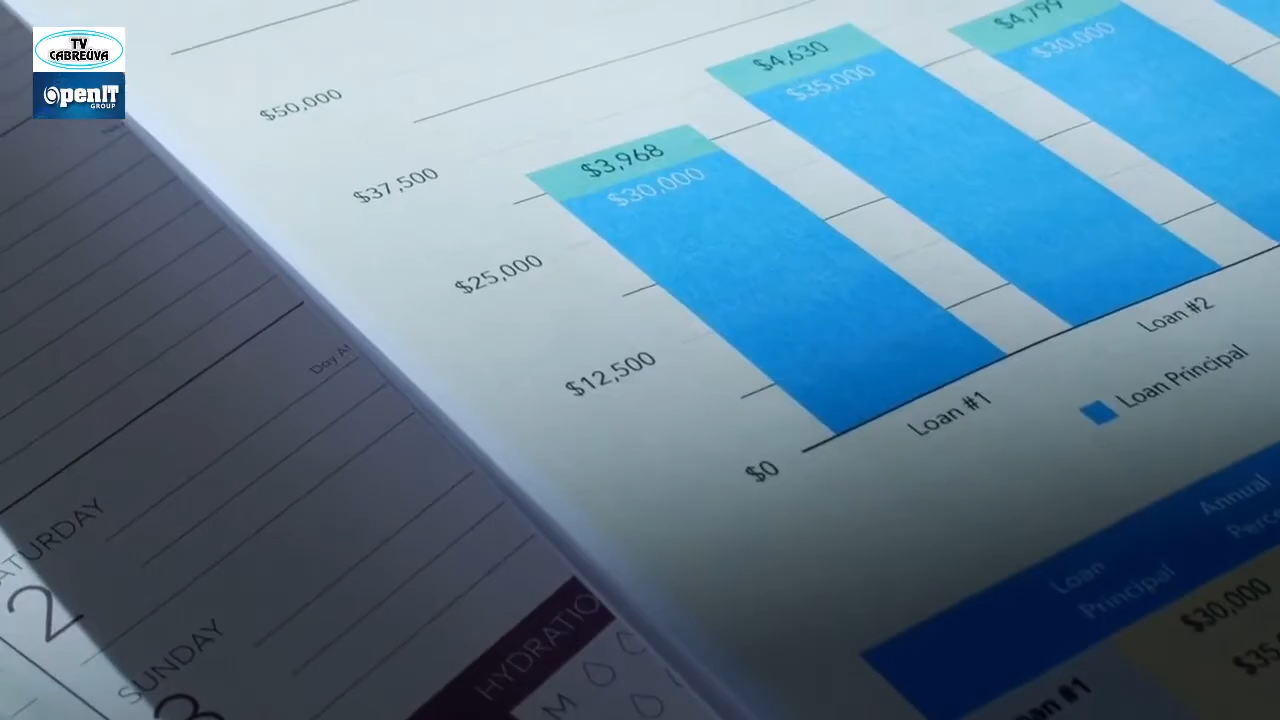 TV
CABREÚVA
OpenIT
GROUP
$50,000
$37,500
$25,000
$12,500
$0
$3,968
$30,000
$4,630
$35,000
$4,799
$30,000
Loan #1
Loan #2
Loan Principal
Loan
Principal
Annual
$30,000
#1
SUNDAY
2
3
HYDRATIO
M